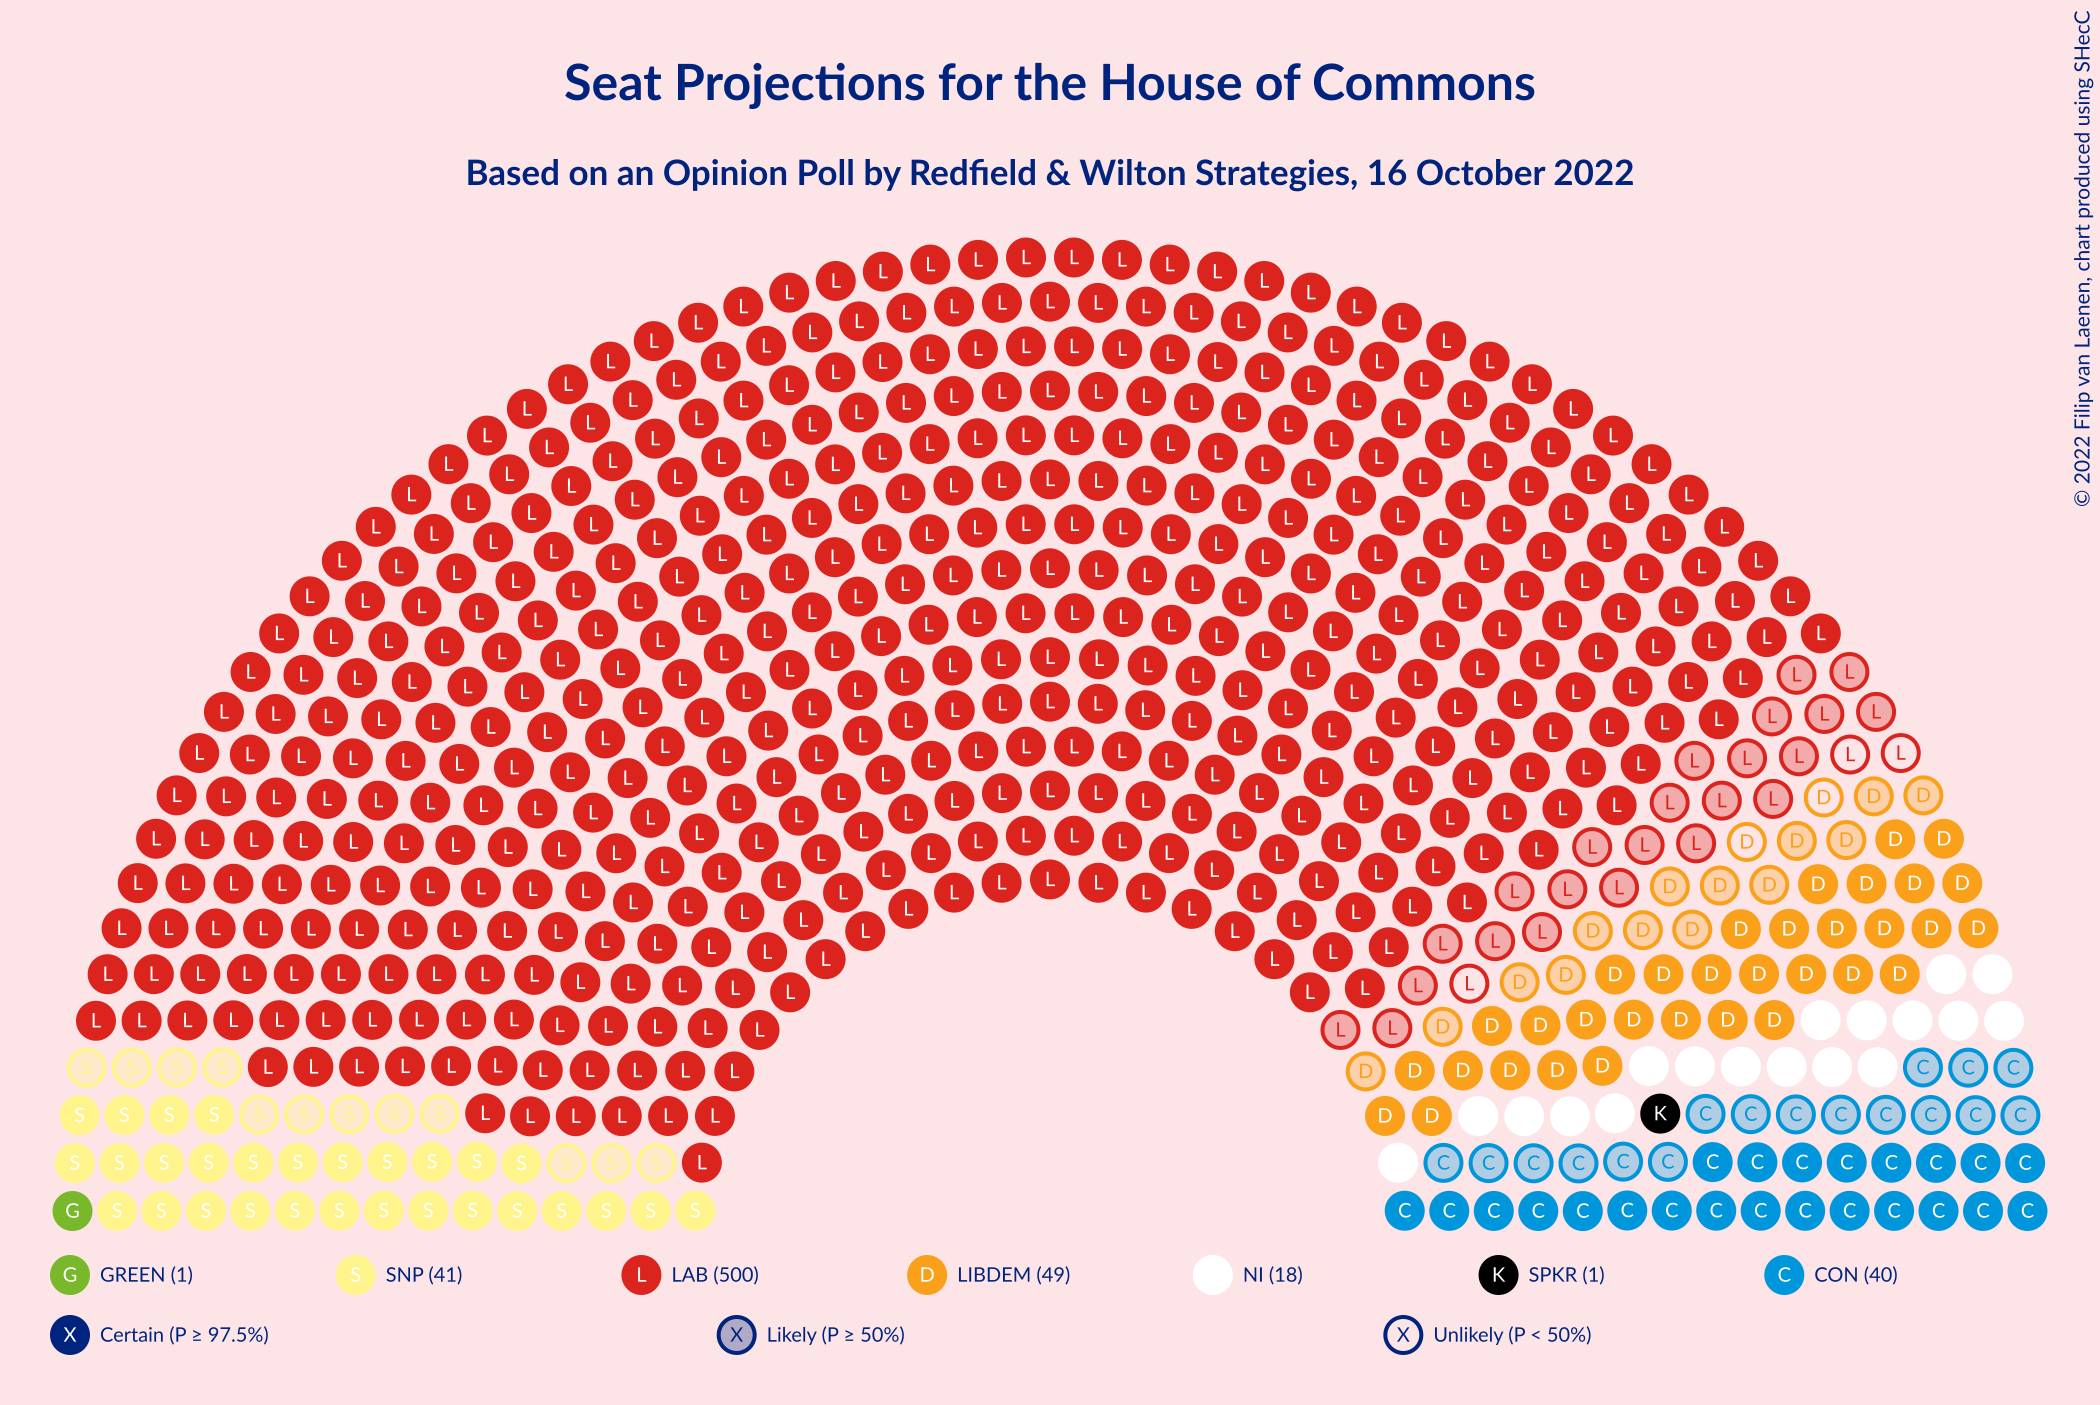 Seat Projections for the House of Commons
Based on an Opinion Poll by Redfield & Wilton Strategies, 16 October 2022
© 2022 Filip van Laenen, chart produced using SHecC
G GREEN (1) S SNP (41) L LAB (500) D LIBDEM (49) NI (18) K SPKR (1) C CON (40)
X Certain (P ≥ 97.5%) X Likely (P ≥ 50%) X Unlikely (P < 50%)